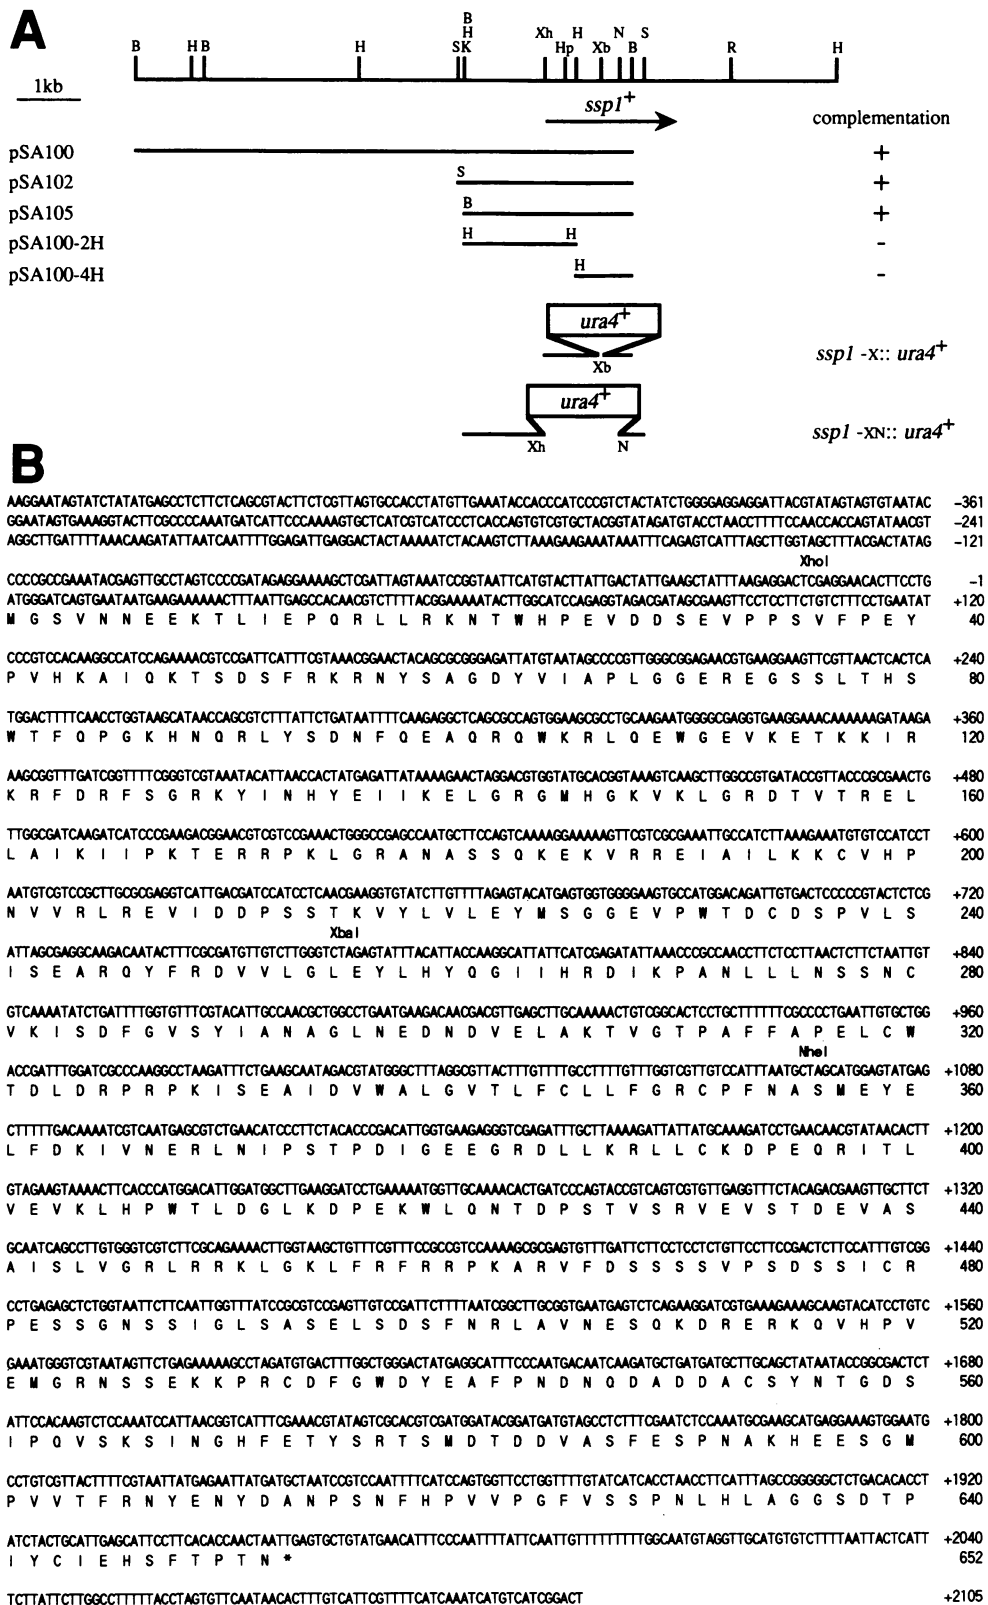 A
B
H
B
H
S
B
H
K
Xh
Hp
H
Xb
N
B
S
R
H
1kb
ssp1+
complementation
pSA100
+
pSA102
S
+
pSA105
B
+
pSA100-2H
H
H
-
pSA100-4H
H
-
ura4+
Xb
ssp1 -X:: ura4+
ura4+
Xh
N
ssp1 -XN:: ura4+
B
AAGGAATAGTATCTATATGAGCCTCTTCTCAGCGTACTTCTCGTTAGTGCCACCTATGTTGAAATACCACCCATCCCGTCTACTATCTGGGGAGGAGGATTACGTATAGTAGTGTAATAC -361
GGAATAGTGAAAGGTACTTCGCCCCAAATGATCATTCCCAAAAGTGCTCATCGTCATCCCTCACCAGTGTCGTGCTACGGTATAGATGTACCTAACCTTTTCCAACCACCAGTATAACGT -241
AGGCTTGATTTTAAACAAGATATTAATCAATTTTGGAGATTGAGGACTACTAAAAATCTACAAGTCTTAAAGAAGAAATAAATTTCAGAGTCATTTAGCTTGGTAGCTTTACGACTATAG -121
XhoI
CCCCGCCGAAATACGAGTTGCCTAGTCCCCGATAGAGGAAAAGCTCGATTAGTAAATCCGGTAATTCATGTACTTATTGACTATTGAAGCTATTTAAGAGGACTCGAGGAACACTTCCTG -1
ATGGGATCAGTGAATAATGAAGAAAAAACTTTAATTGAGCCACAACGTCTTTTACGGAAAAATACTTGGCATCCAGAGGTAGACGATAGCGAAGTTCCTCCTTCTGTCTTTCCTGAATAT +120
M G S V N N E E K T L I E P Q R L L R K N T W H P E V D D S E V P P S V F P E Y 40
CCCGTCCACAAGGCCATCCAGAAAACGTCCGATTCATTTCGTAAACGGAACTACAGCGCGGGAGATTATGTAATAGCCCCGTTGGGCGGAGAACGTGAAGGAAGTTCGTTAACTCACTCA +240
P V H K A I Q K T S D S F R K R N Y S A G D Y V I A P L G G E R E G S S L T H S 80
TGGACTTTTCAACCTGGTAAGCATAACCAGCGTCTTTATTCTGATAATTTTCAAGAGGCTCAGCGCCAGTGGAAGCGCCTGCAAGAATGGGGCGAGGTGAAGGAAACAAAAAAGATAAGA +360
W T F Q P G K H N Q R L Y S D N F Q E A Q R Q W K R L Q E W G E V K E T K K I R 120
AAGCGGTTTGATCGGTTTTCGGGTCGTAAATACATTAACCACTATGAGATTATAAAAGAACTAGGACGTGGTATGCACGGTAAAGTCAAGCTTGGCCGTGATACCGTTACCCGCGAACTG +480
K R F D R F S G R K Y I N H Y E I I K E L G R G M H G K V K L G R D T V T R E L 160
TTGGCGATCAAGATCATCCCGAAGACGGAACGTCGTCCGAAACTGGGCCGAGCCAATGCTTCCAGTCAAAAGGAAAAAGTTCGTCGCGAAATTGCCATCTTAAAGAAATGTGTCCATCCT +600
L A I K I I P K T E R R P K L G R A N A S S Q K E K V R R E I A I L K K C V H P 200
AATGTCGTCCGCTTGCGCGAGGTCATTGACGATCCATCCTCAACGAAGGTGTATCTTGTTTTAGAGTACATGAGTGGTGGGGAAGTGCCATGGACAGATTGTGACTCCCCCGTACTCTCG +720
N V V R L R E V I D D P S S T K V Y L V L E Y M S G G E V P W T D C D S P V L S 240
XbaI
ATTAGCGAGGCAAGACAATACTTTCGCGATGTTGTCTTGGGTCTAGAGTATTTACATTACCAAGGCATTATTCATCGAGATATTAAACCCGCCAACCTTCTCCTTAACTCTTCTAATTGT +840
I S E A R Q Y F R D V V L G L E Y L H Y Q G I I H R D I K P A N L L L N S S N C 280
GTCAAAATATCTGATTTTGGTGTTTCGTACATTGCCAACGCTGGCCTGAATGAAGACAACGACGTTGAGCTTGCAAAAACTGTCGGCACTCCTGCTTTTTTCGCCCCTGAATTGTGCTGG +960
V K I S D F G V S Y I A N A G L N E D N D V E L A K T V G T P A F F A P E L C W 320
NheI
ACCGATTTGGATCGCCCAAGGCCTAAGATTTCTGAAGCAATAGACGTATGGGCTTTAGGCGTTACTTTGTTTTGCCTTTTGTTTGGTCGTTGTCCATTTAATGCTAGCATGGAGTATGAG +1080
T D L D R P R P K I S E A I D V W A L G V T L F C L L F G R C P F N A S M E Y E 360
CTTTTTGACAAAATCGTCAATGAGCGTCTGAACATCCCTTCTACACCCGACATTGGTGAAGAGGGTCGAGATTTGCTTAAAAGATTATTATGCAAAGATCCTGAACAACGTATAACACTT +1200
L F D K I V N E R L N I P S T P D I G E E G R D L L K R L L C K D P E Q R I T L 400
GTAGAAGTAAAACTTCACCCATGGACATTGGATGGCTTGAAGGATCCTGAAAAATGGTTGCAAAACACTGATCCCAGTACCGTCAGTCGTGTTGAGGTTTCTACAGACGAAGTTGCTTCT +1320
V E V K L H P W T L D G L K D P E K W L Q N T D P S T V S R V E V S T D E V A S 440
GCAATCAGCCTTGTGGGTCGTCTTCGCAGAAAACTTGGTAAGCTGTTTCGTTTCCGCCGTCCAAAAGCGCGAGTGTTTGATTCTTCCTCCTCTGTTCCTTCCGACTCTTCCATTTGTCGG +1440
A I S L V G R L R R K L G K L F R F R R P K A R V F D S S S S V P S D S S I C R 480
CCTGAGAGCTCTGGTAATTCTTCAATTGGTTTATCCGCGTCCGAGTTGTCCGATTCTTTTAATCGGCTTGCGGTGAATGAGTCTCAGAAGGATCGTGAAAGAAAGCAAGTACATCCTGTC +1560
P E S S G N S S I G L S A S E L S D S F N R L A V N E S Q K D R E R K Q V H P V 520
GAAATGGGTCGTAATAGTTCTGAGAAAAAGCCTAGATGTGACTTTGGCTGGGACTATGAGGCATTTCCCAATGACAATCAAGATGCTGATGATGCTTGCAGCTATAATACCGGCGACTCT +1680
E M G R N S S E K K P R C D F G W D Y E A F P N D N Q D A D D A C S Y N T G D S 560
ATTCCACAAGTCTCCAAATCCATTAACGGTCATTTCGAAACGTATAGTCGCACGTCGATGGATACGGATGATGTAGCCTCTTTCGAATCTCCAAATGCGAAGCATGAGGAAAGTGGAATG +1800
I P Q V S K S I N G H F E T Y S R T S M D T D D V A S F E S P N A K H E E S G M 600
CCTGTCGTTACTTTTCGTAATTATGAGAATTATGATGCTAATCCGTCCAATTTTCATCCAGTGGTTCCTGGTTTTGTATCATCACCTAACCTTCATTTAGCCGGGGGCTCTGACACACCT +1920
P V V T F R N Y E N Y D A N P S N F H P V V P G F V S S P N L H L A G G S D T P 640
ATCTACTGCATTGAGCATTCCTTCACACCAACTAATTGAGTGCTGTATGAACATTTCCCAATTTTATTCAATTGTTTTTTTTTGGCAATGTAGGTTGCATGTGTCTTTTAATTACTCATT +2040
I Y C I E H S F T P T N * 652
TCTTATTCTTGGCCTTTTTACCTAGTGTTCAATAACACTTTGTCATTCGTTTTCATCAAATCATGTCATCGGACT +2105